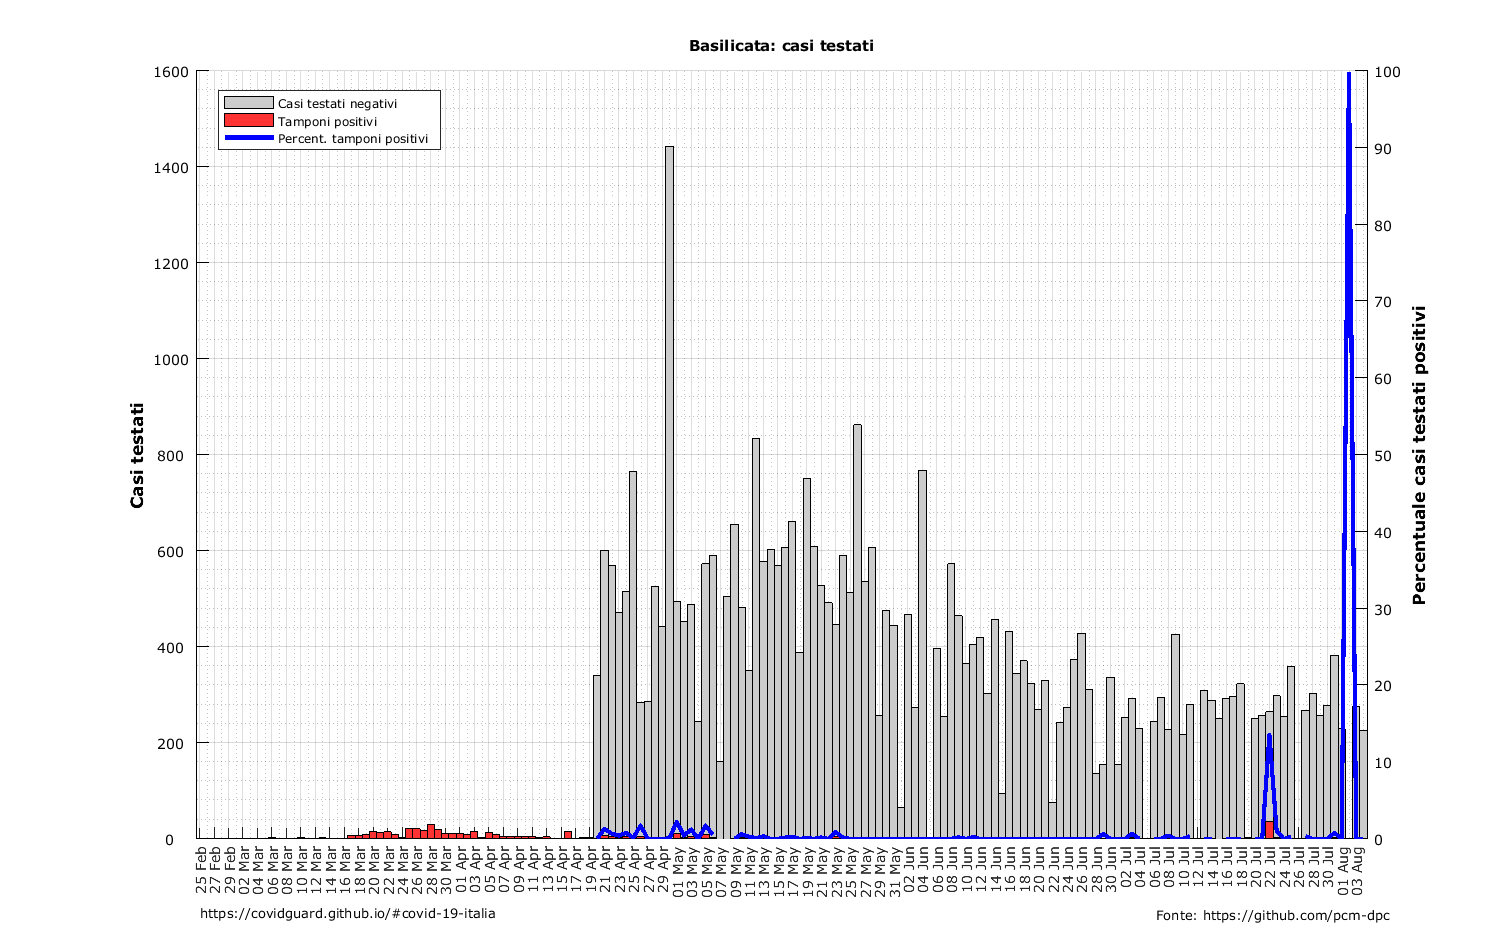 Basilicata: casi testati
1600
1400
1200
1000
800
600
400
200
0
Casi testati
Casi testati negativi
Tamponi positivi
Percent. tamponi positivi
100
90
80
70
60
50
40
30
20
10
0
Percentuale casi testati positivi
25 Feb
27 Feb
29 Feb
02 Mar
04 Mar
06 Mar
08 Mar
10 Mar
12 Mar
14 Mar
16 Mar
18 Mar
20 Mar
22 Mar
24 Mar
26 Mar
28 Mar
30 Mar
01 Apr
03 Apr
05 Apr
07 Apr
09 Apr
11 Apr
13 Apr
15 Apr
17 Apr
19 Apr
21 Apr
23 Apr
25 Apr
27 Apr
29 Apr
01 May
03 May
05 May
07 May
09 May
11 May
13 May
15 May
17 May
19 May
21 May
23 May
25 May
27 May
29 May
31 May
02 Jun
04 Jun
06 Jun
08 Jun
10 Jun
12 Jun
14 Jun
16 Jun
18 Jun
20 Jun
22 Jun
24 Jun
26 Jun
28 Jun
30 Jun
02 Jul
04 Jul
06 Jul
08 Jul
10 Jul
12 Jul
14 Jul
16 Jul
18 Jul
20 Jul
22 Jul
24 Jul
26 Jul
28 Jul
30 Jul
01 Aug
03 Aug
https://covidguard.github.io/#covid-19-italia
Fonte: https://github.com/pcm-dpc